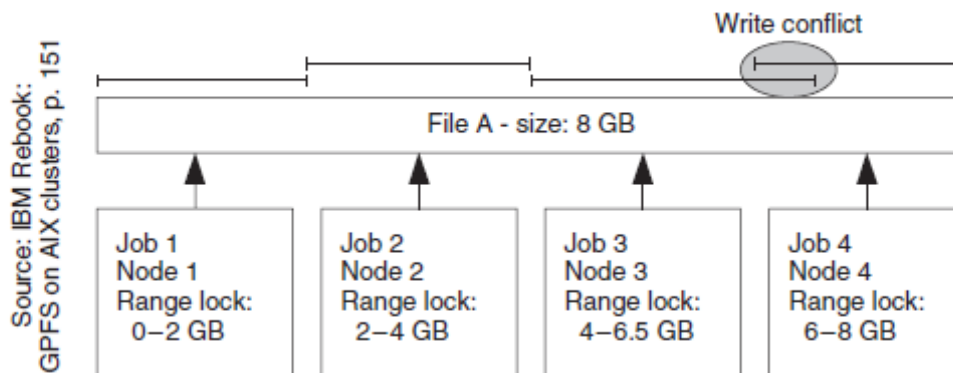 Source: IBM Rebook:
GPFS on AIX clusters, p. 151
Write conflict
File A - size: 8 GB
Job 1
Node 1
Range lock:
0–2 GB
Job 2
Node 2
Range lock:
2–4 GB
Job 3
Node 3
Range lock:
4–6.5 GB
Job 4
Node 4
Range lock:
6–8 GB